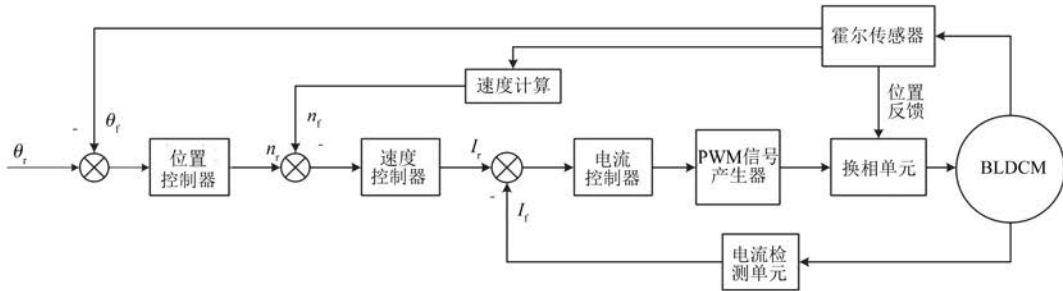 霍尔传感器
速度计算
位置
反馈
-
θf
nf
-
θr
位置
控制器
nr
速度
控制器
Ir
电流
控制器
PWM信号
产生器
换相单元
BLDCM
-
If
电流检
测单元